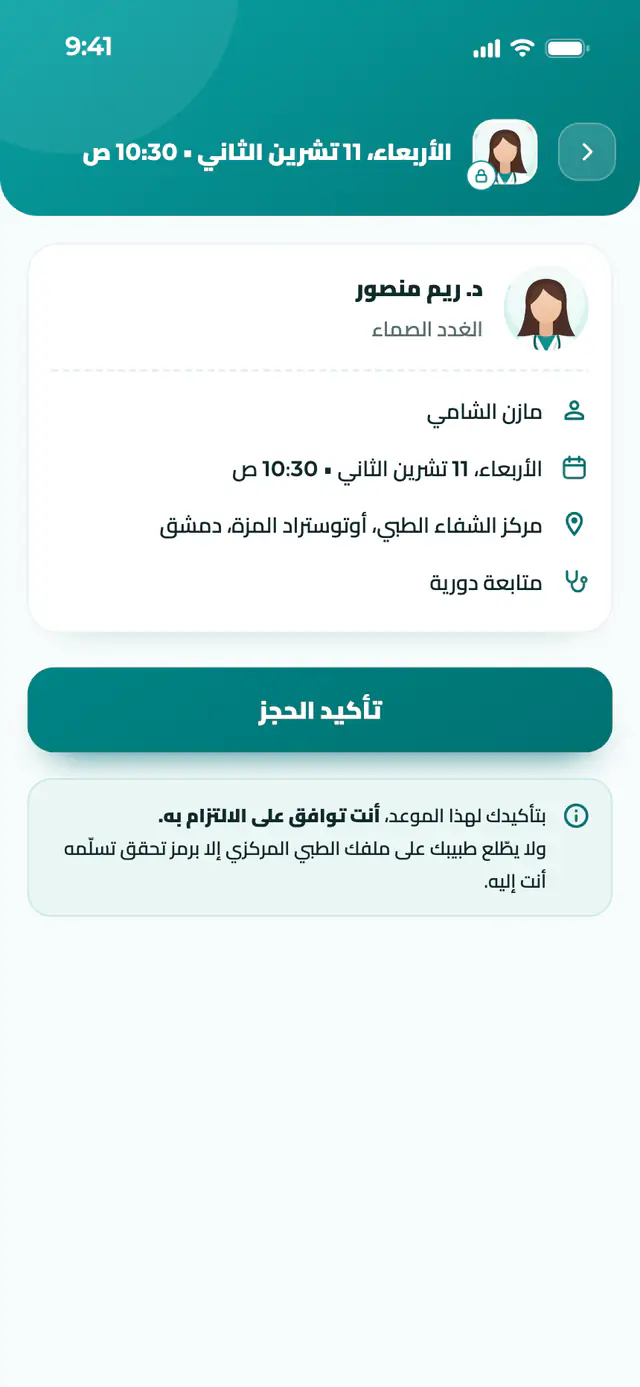 9:41
الأربعاء، 11 تشرين الثاني ▪ 10:30 ص
د. ريم منصور
الغدد الصماء
مازن الشامي
الأربعاء، 11 تشرين الثاني ▪ 10:30 ص
مركز الشفاء الطبي، أوتوستراد المزة، دمشق
متابعة دورية
تأكيد الحجز
بتأكيدك لهذا الموعد، أنت توافق على الالتزام به.
ولا يطّلع طبيبك على ملفك الطبي المركزي إلا برمز تحقق تسلّمه
أنت إليه.